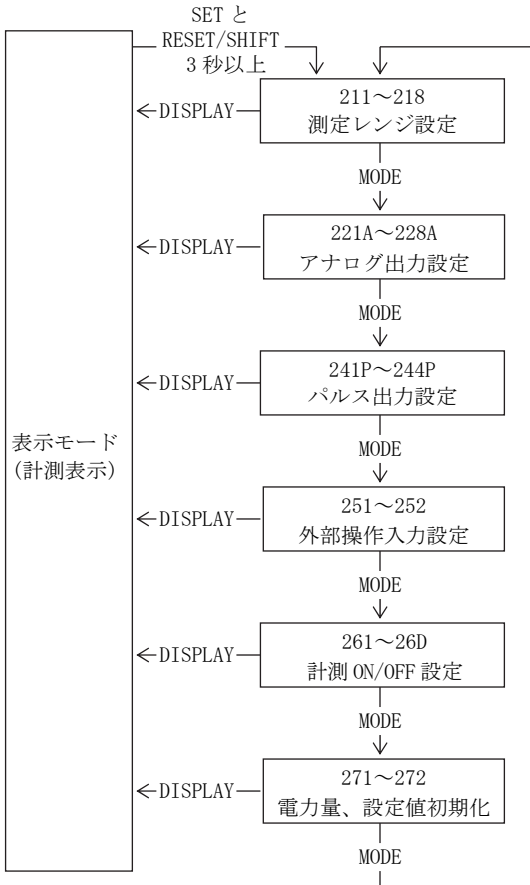 SET と
RESET/SHIFT
3 秒以上
211～218
測定レンジ設定
DISPLAY
MODE
221A～228A
アナログ出力設定
DISPLAY
MODE
241P～244P
パルス出力設定
DISPLAY
MODE
表示モード
(計測表示)
251～252
外部操作入力設定
DISPLAY
MODE
261～26D
計測 ON/OFF 設定
DISPLAY
MODE
271～272
電力量、設定値初期化
DISPLAY
MODE